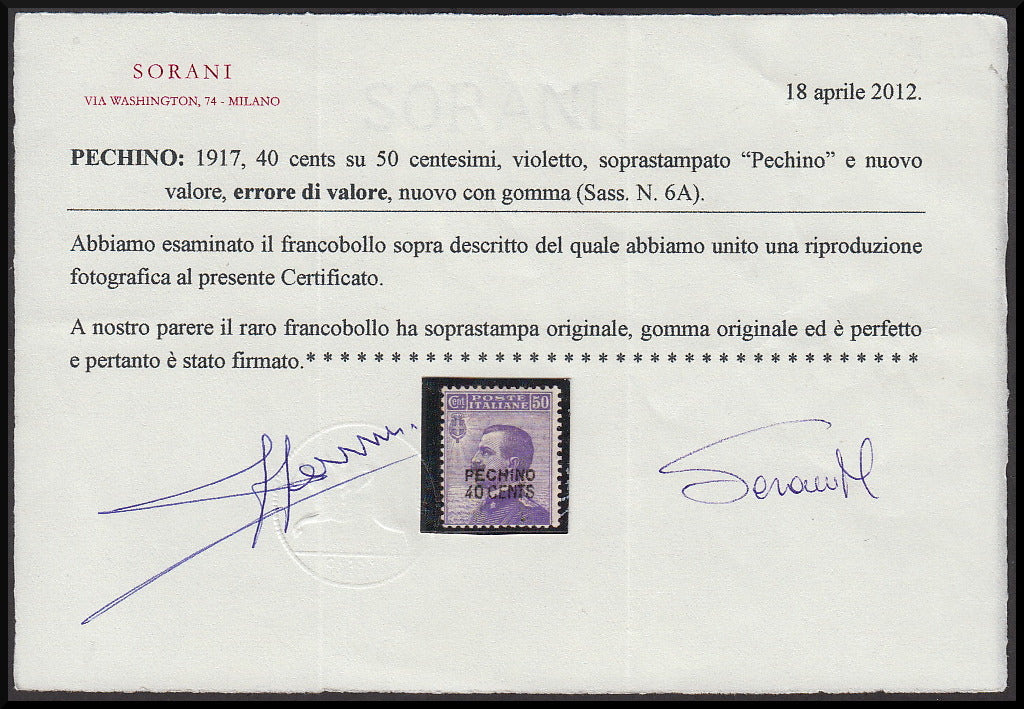 SORANI
VIA WASHINGTON, 74 - MILANO
18 aprile 2012.
PECHINO: 1917, 40 cents su 50 centesimi, violetto, soprastampato “Pechino” e nuovo
valore, errore di valore, nuovo con gomma (Sass. N. 6A).
Abbiamo esaminato il francobollo sopra descritto del quale abbiamo unito una riproduzione
fotografica al presente Certificato.
A nostro parere il raro francobollo ha soprastampa originale, gomma originale ed è perfetto
e pertanto è stato firmato.* * * * * * * * * * * * * * * * * * * * * * * * * * * * * * * * * * * *
Cent POSTE ITALIANE 50
PECHINO
40 CENTS